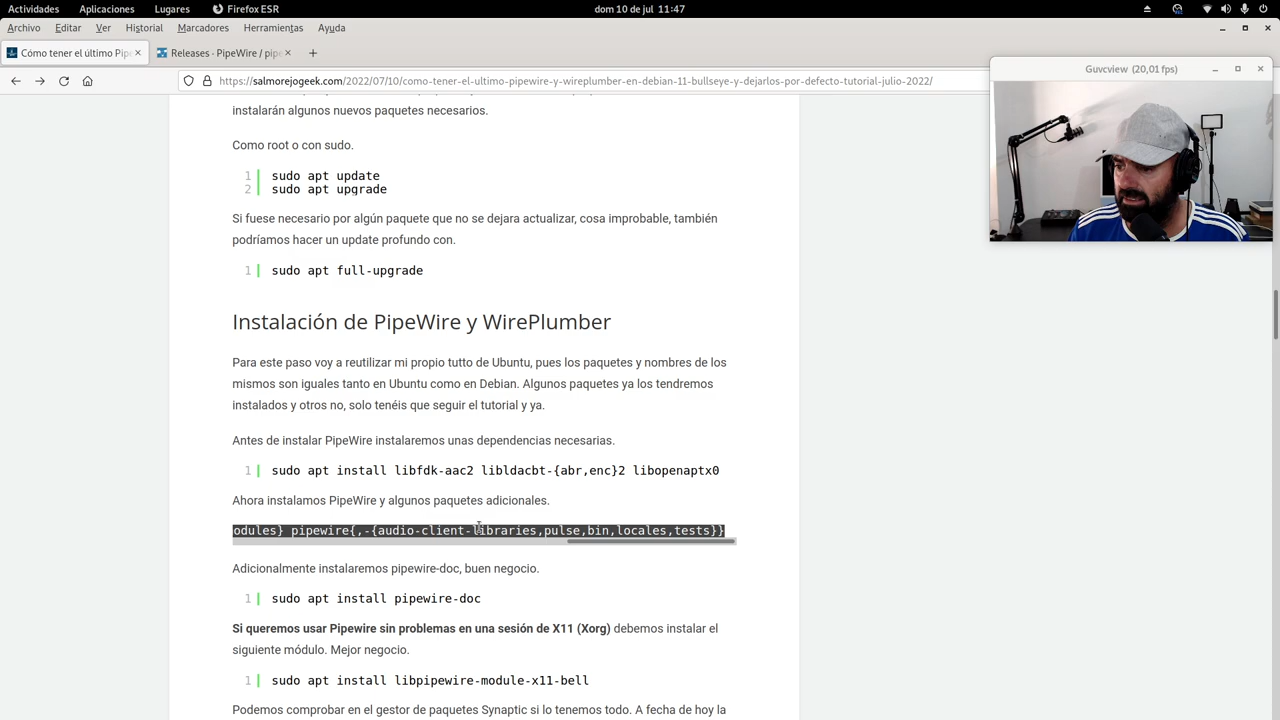 Actividades Aplicaciones Lugares Firefox ESR dom 10 de jul 11:47
Archivo Editar Ver Historial Marcadores Herramientas Ayuda
Cómo tener el último Pip Releases · PipeWire / pip
https://salmorejogeek.com/2022/07/10/como-tener-el-ultimo-pipewire-y-wireplumber-en-debian-11-bullseye-y-dejarlos-por-defecto-tutorial-julio-2022/
Guvcview (20,01 fps)
instalarán algunos nuevos paquetes necesarios.
Como root o con sudo.
1 sudo apt update
2 sudo apt upgrade
Si fuese necesario por algún paquete que no se dejara actualizar, cosa improbable, también
podríamos hacer un update profundo con.
1 sudo apt full-upgrade
Instalación de PipeWire y WirePlumber
Para este paso voy a reutilizar mi propio tutto de Ubuntu, pues los paquetes y nombres de los
mismos son iguales tanto en Ubuntu como en Debian. Algunos paquetes ya los tendremos
instalados y otros no, solo tenéis que seguir el tutorial y ya.
Antes de instalar PipeWire instalaremos unas dependencias necesarias.
1 sudo apt install libfdk-aac2 libldacbt-{abr,enc}2 libopenaptx0
Ahora instalamos PipeWire y algunos paquetes adicionales.
odules} pipewire{,-{audio-client-libraries,pulse,bin,locales,tests}}
Adicionalmente instalaremos pipewire-doc, buen negocio.
1 sudo apt install pipewire-doc
Si queremos usar Pipewire sin problemas en una sesión de X11 (Xorg) debemos instalar el
siguiente módulo. Mejor negocio.
1 sudo apt install libpipewire-module-x11-bell
Podemos comprobar en el gestor de paquetes Synaptic si lo tenemos todo. A fecha de hoy la